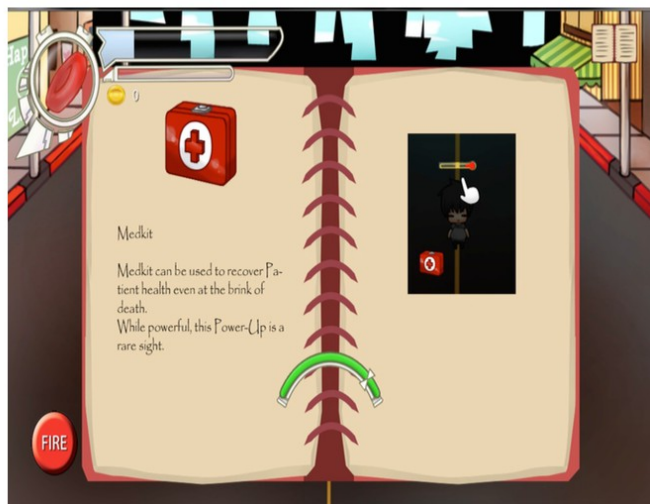 Hap
L
0
Medkit
Medkit can be used to recover Pa-
tient health even at the brink of
death.
While powerful, this Power-Up is a
rare sight.
FIRE